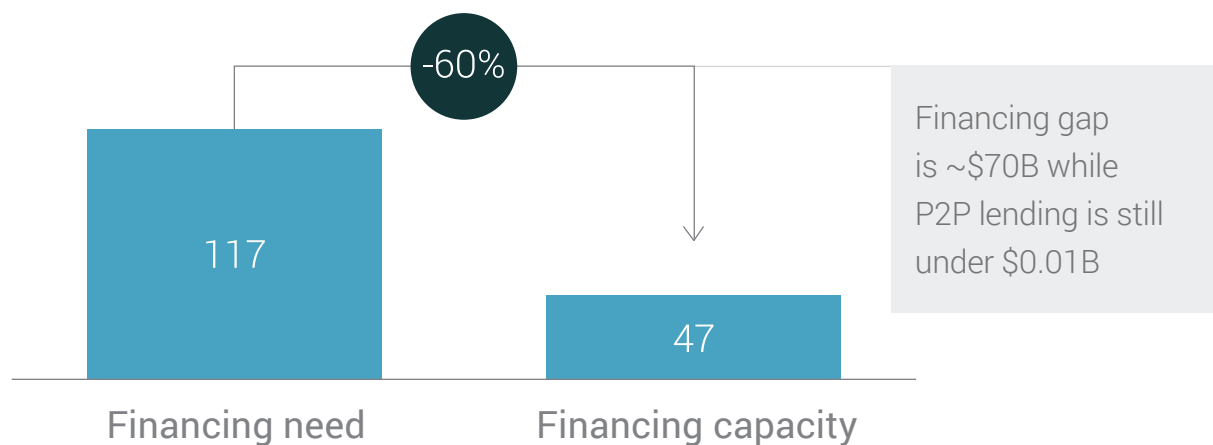 -60%
Financing gap
is ~$70B while
P2P lending is still
under $0.01B
117
47
Financing need
Financing capacity